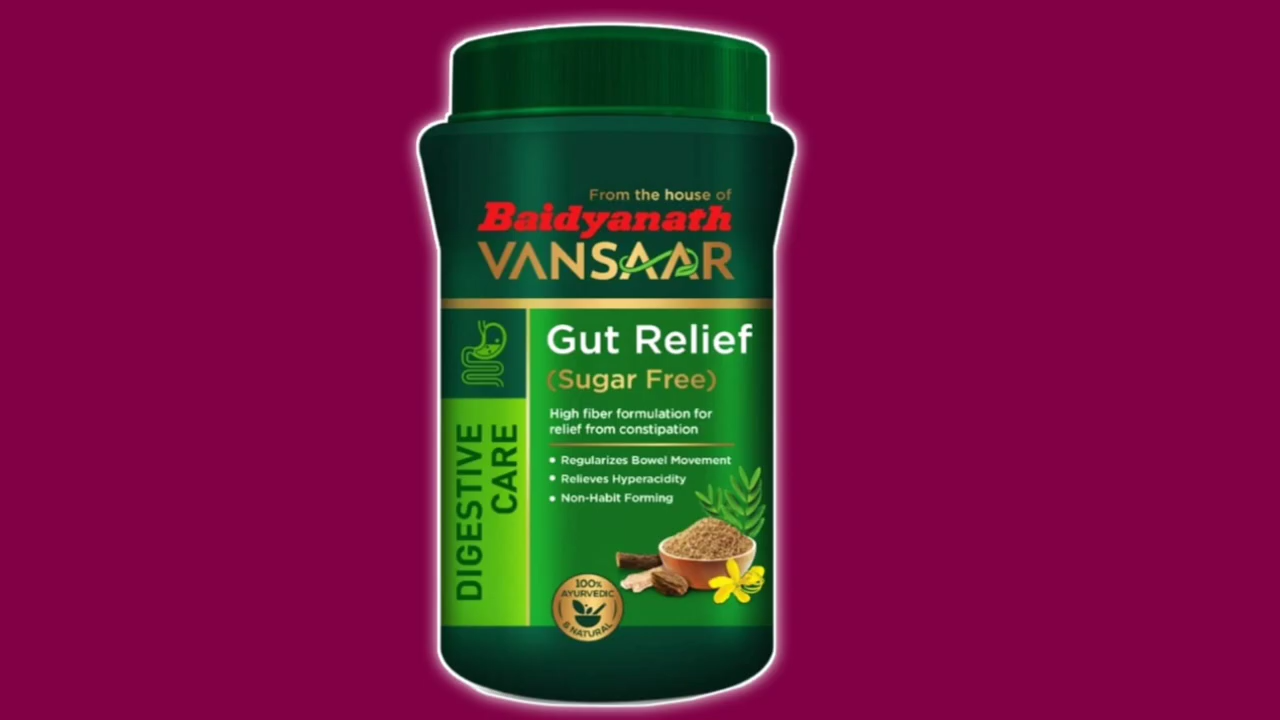 From the house of
Baidyanath
VANSAAR
Gut Relief
(Sugar Free)
High fiber formulation for
relief from constipation
• Regularizes Bowel Movement
• Relieves Hyperacidity
• Non-Habit Forming
DIGESTIVE
CARE
100%
AYURVEDIC
& NATURAL